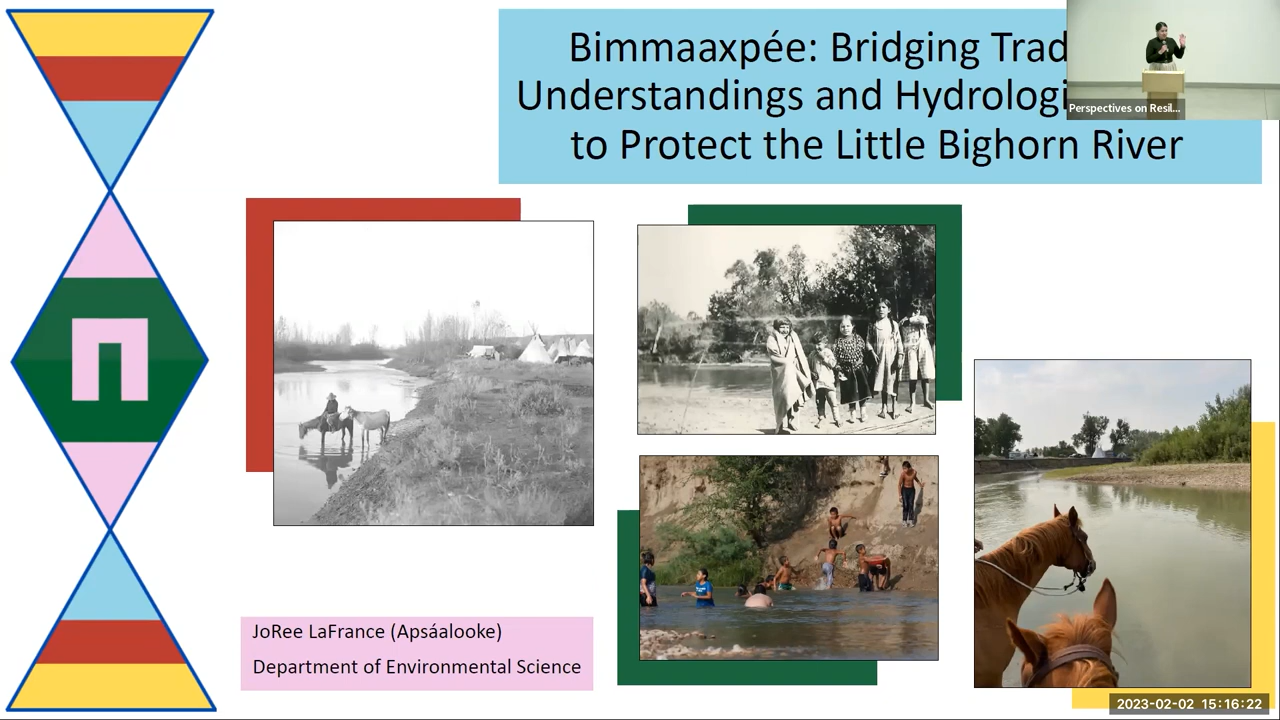 Bimmaaxpée: Bridging Trad
Understandings and Hydrologi
to Protect the Little Bighorn River
Perspectives on Resil...
JoRee LaFrance (Apsáalooke)
Department of Environmental Science
2023-02-02 15:16:22